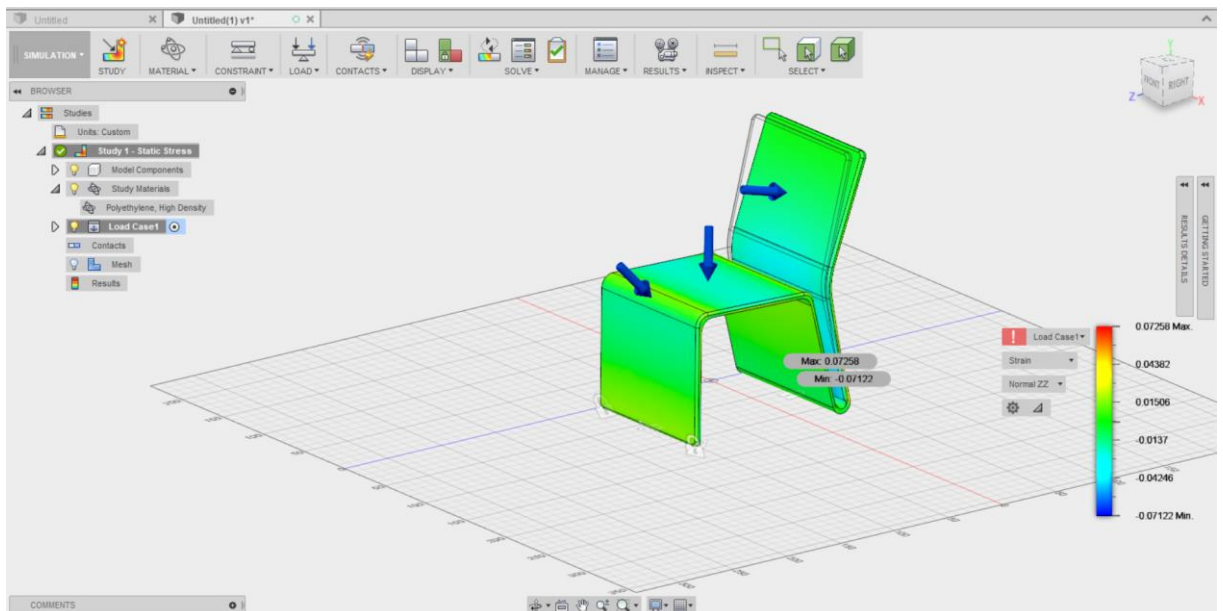 Untitled
Untitled(1) v1*
SIMULATION
STUDY
MATERIAL
CONSTRAINT
LOAD
CONTACTS
DISPLAY
SOLVE
MANAGE
RESULTS
INSPECT
SELECT
BROWSER
Studies
Units: Custom
Study 1 - Static Stress
Model Components
Study Materials
Polyethylene, High Density
Load Case1
Contacts
Mesh
Results
Y
FRONT
RIGHT
Z
X
RESULTS DETAILS
GETTING STARTED
Max: 0.07258
Min: -0.07122
Load Case1
Strain
Normal ZZ
0.07258 Max.
0.04382
0.01506
-0.0137
-0.04246
-0.07122 Min.
COMMENTS